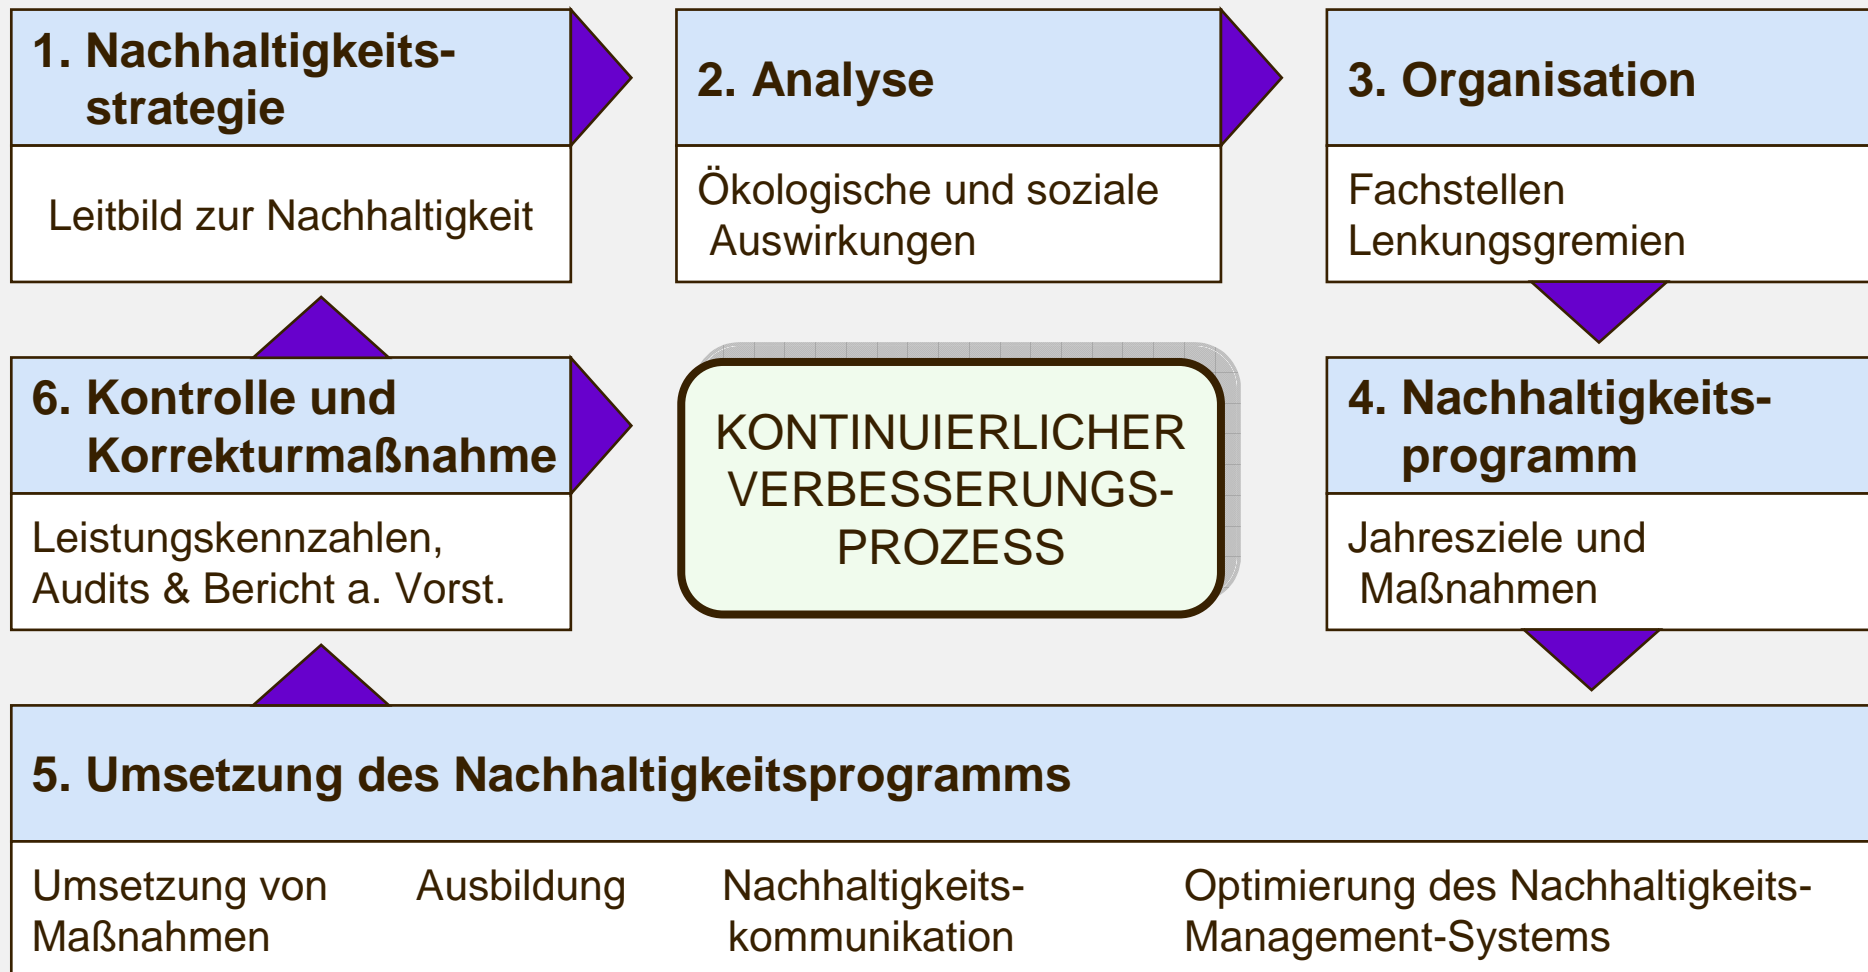 1. Nachhaltigkeits-
strategie
Leitbild zur Nachhaltigkeit
2. Analyse
Ökologische und soziale
Auswirkungen
3. Organisation
Fachstellen
Lenkungsgremien
4. Nachhaltigkeits-
programm
Jahresziele und
Maßnahmen
KONTINUIERLICHER
VERBESSERUNGS-
PROZESS
6. Kontrolle und
Korrekturmaßnahme
Leistungskennzahlen,
Audits & Bericht a. Vorst.
5. Umsetzung des Nachhaltigkeitsprogramms
Umsetzung von
Maßnahmen
Ausbildung
Nachhaltigkeits-
kommunikation
Optimierung des Nachhaltigkeits-
Management-Systems